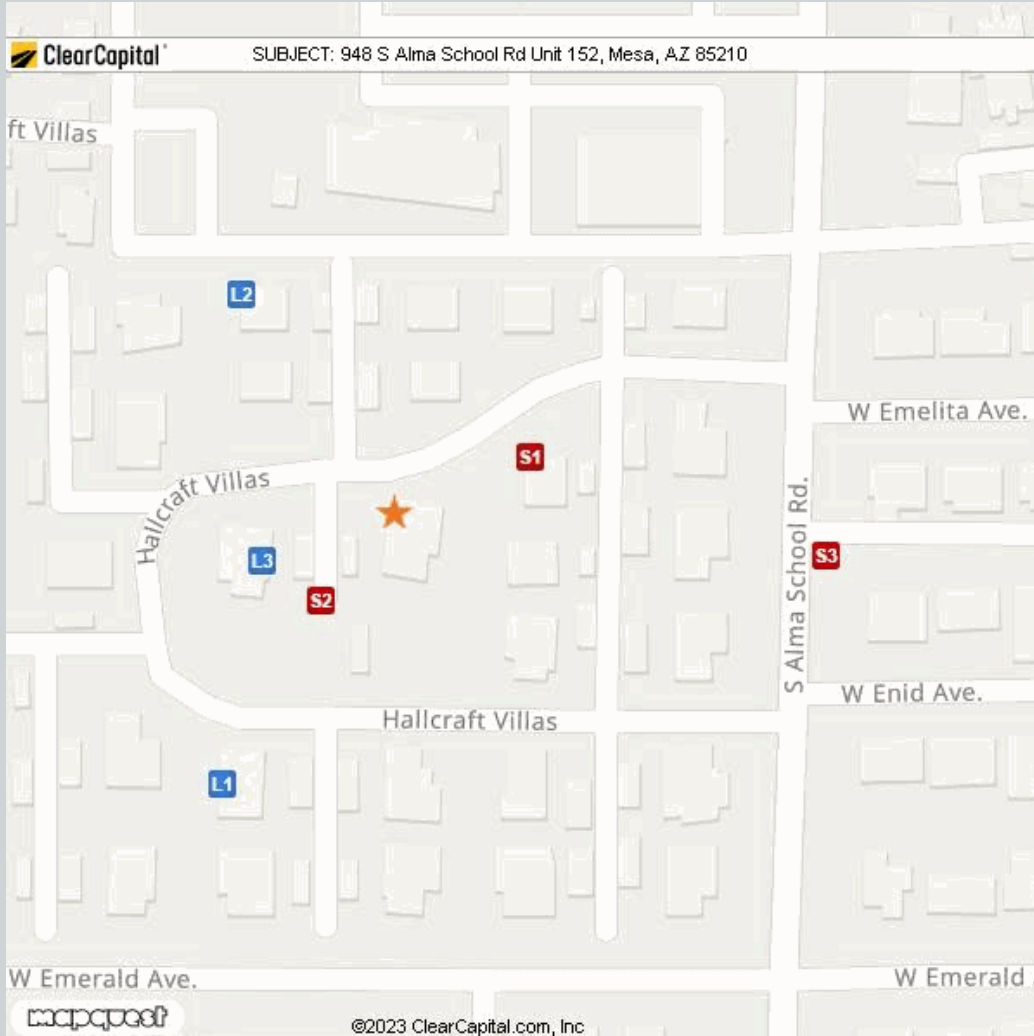 ClearCapital
SUBJECT: 948 S Alma School Rd Unit 152, Mesa, AZ 85210
ft Villas
L2
W Emelita Ave.
S1
Hallcraft Villas
L3
S2
S3
S Alma School Rd.
W Enid Ave.
Hallcraft Villas
L1
W Emerald Ave.
W Emerald
mapquest
©2023 ClearCapital.com, Inc